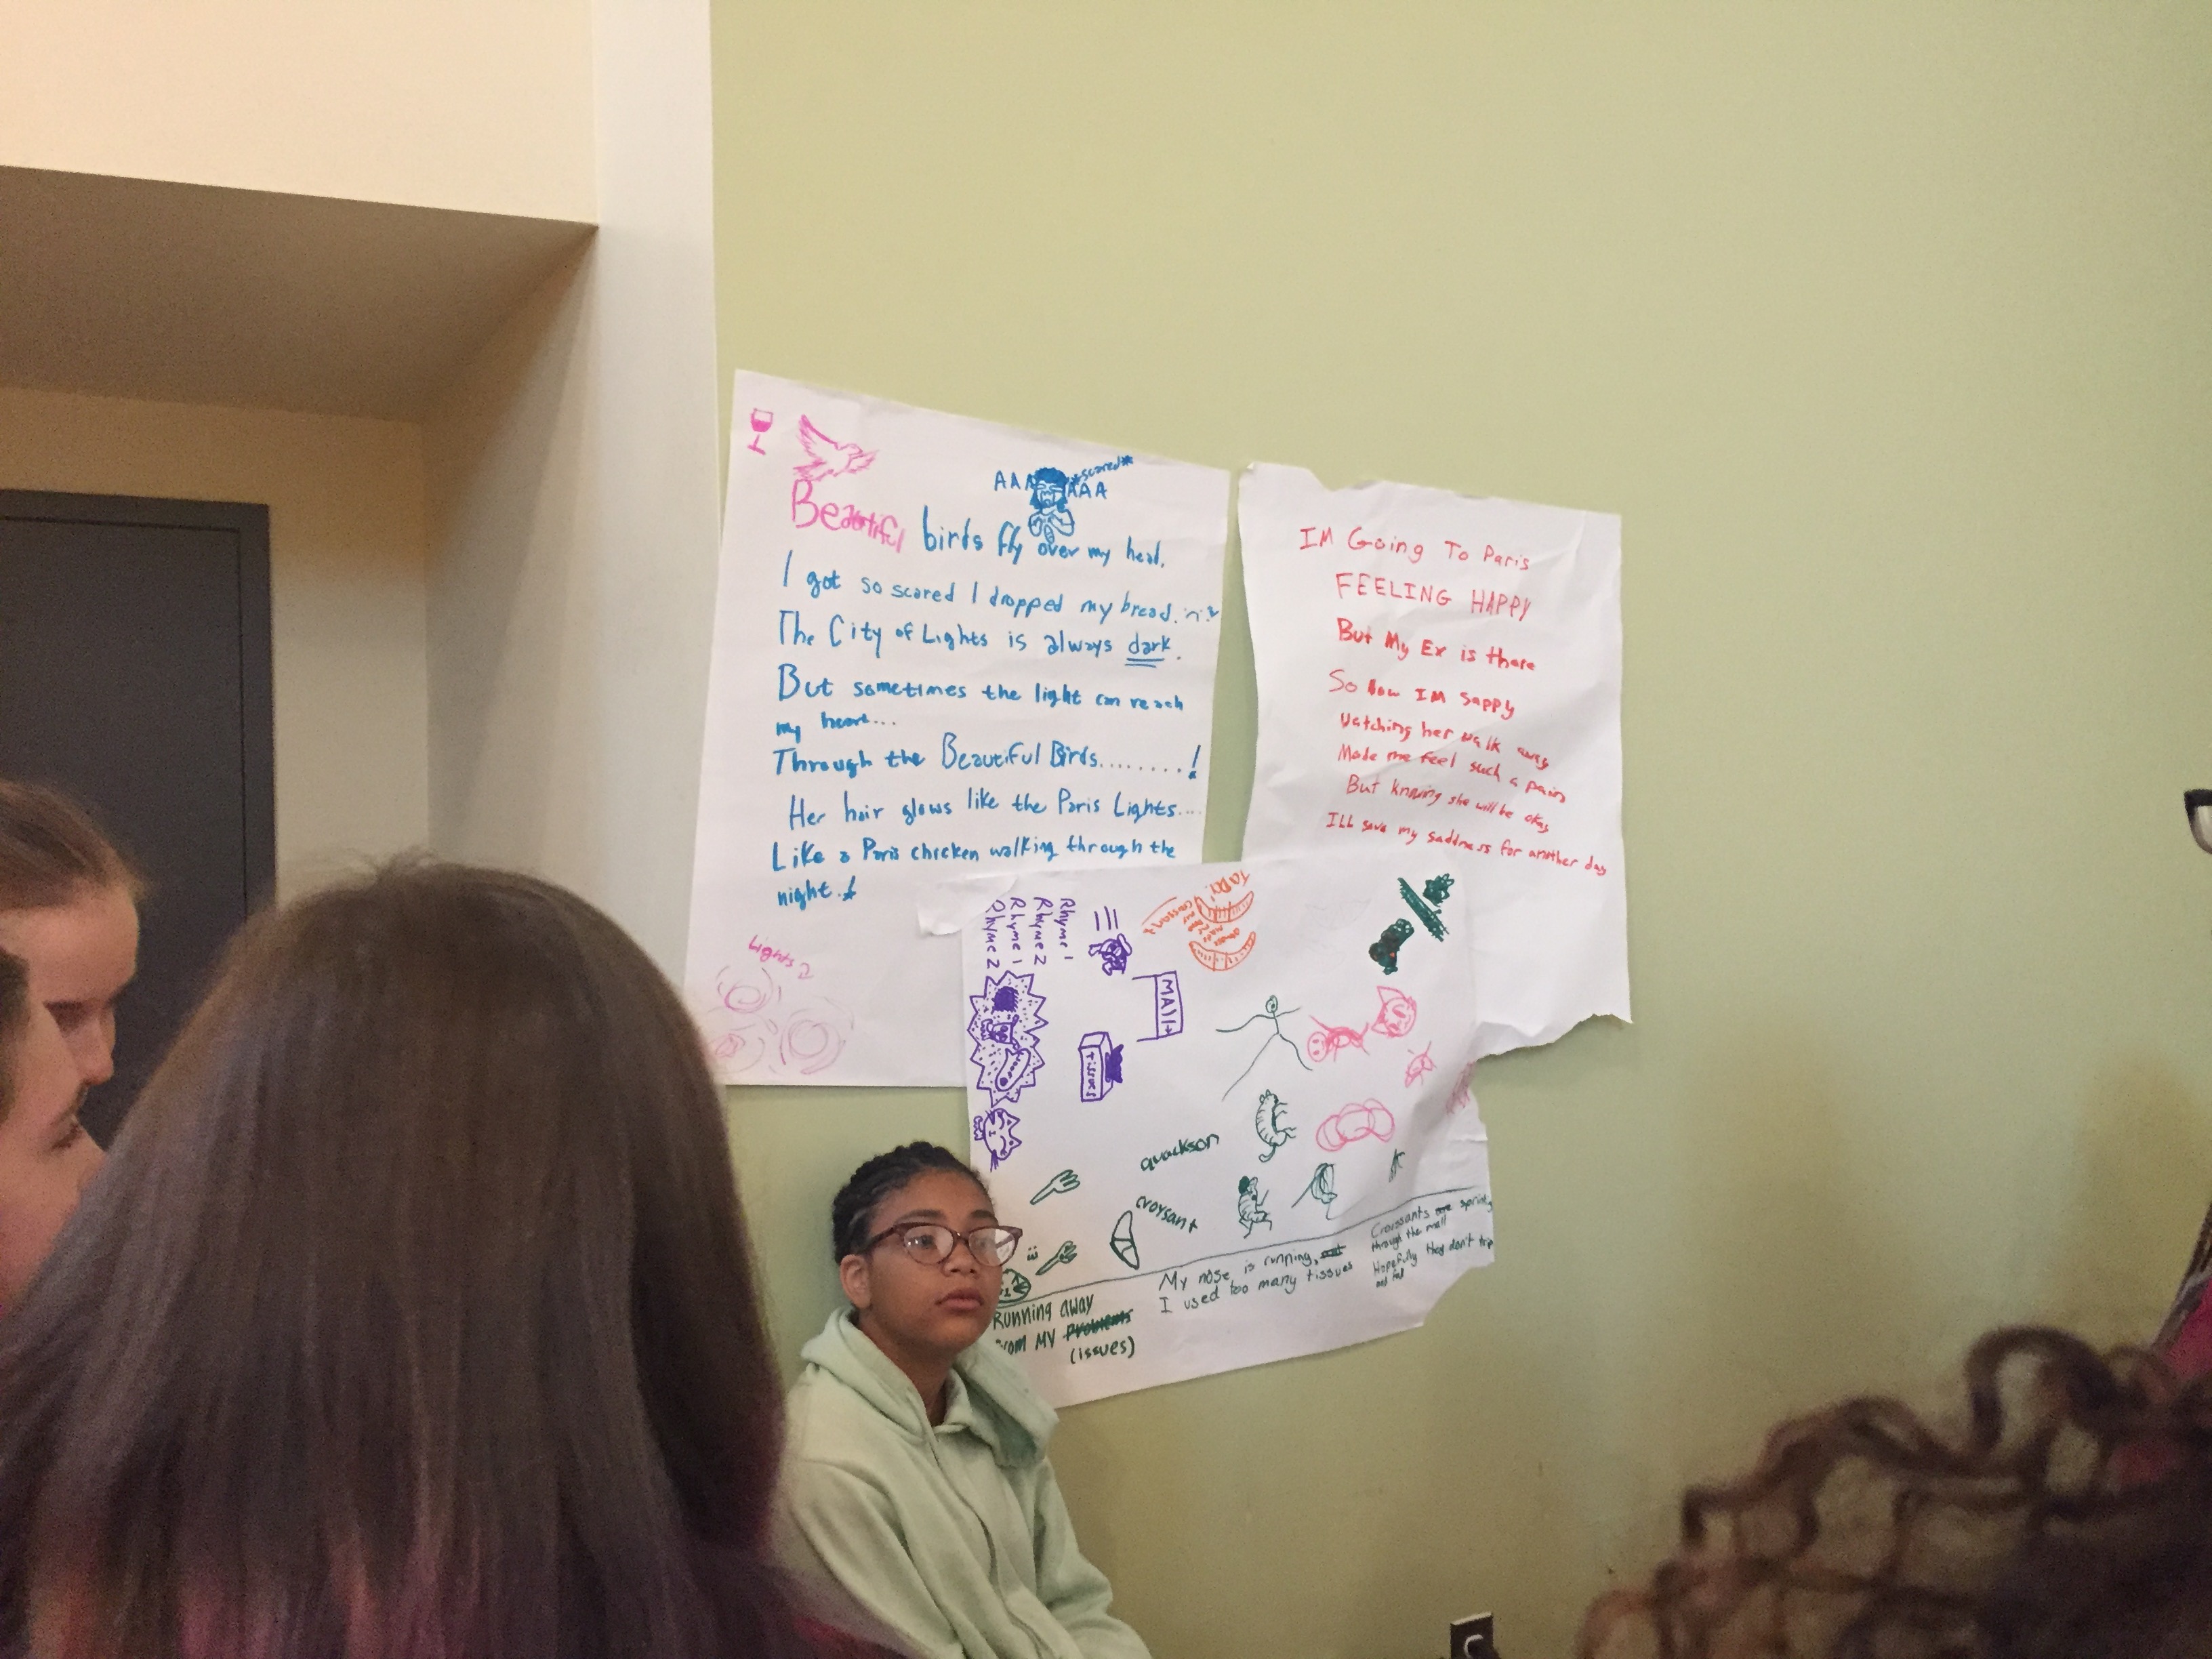 AAA AAA
*scared*
Beautiful birds fly over my head.
I got so scared I dropped my bread.
The City of Lights is always dark.
But sometimes the light can reach
my heart...
Through the Beautiful Birds........!
Her hair glows like the Paris Lights....
Like a Paris chicken walking through the
night.!
Lights
IM Going To Paris
FEELING HAPPY
But My Ex is there
So Now IM Sappy
Watching her walk away
Made me feel such a pain
But knowing she will be okay
ILL save my saddness for another day
Rhyme 1
Rhyme 2
Rhyme 1
Rhyme 2
MAll
tissues
quackson
croysant
Running away
from MY Problems
(issues)
My nose is running,
I used too many tissues
Croissants are sprinting
through the mall
Hopefully they don't trip
and fall